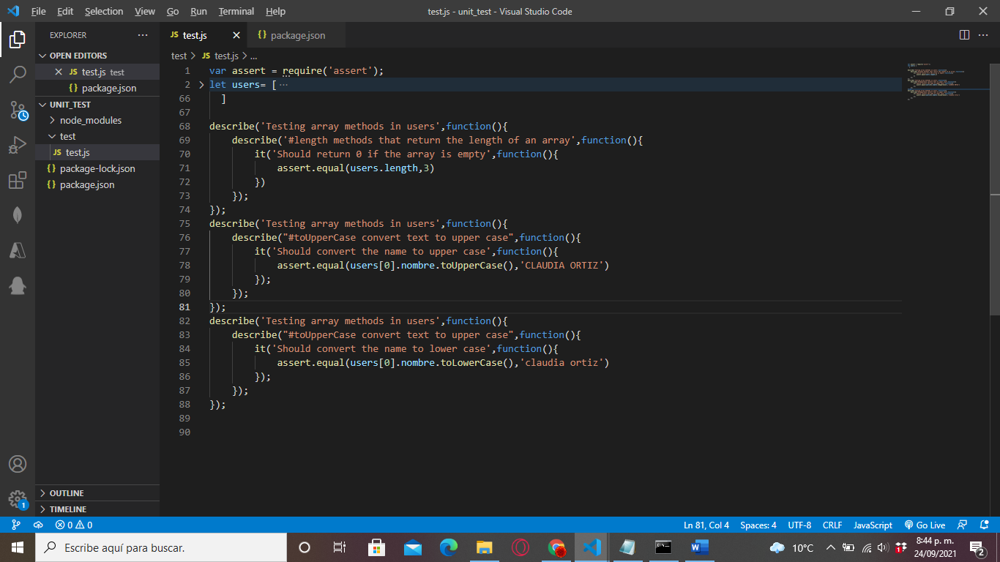 File Edit Selection View Go Run Terminal Help
test.js - unit_test - Visual Studio Code
EXPLORER
OPEN EDITORS
JS test.js test
{} package.json
UNIT_TEST
node_modules
test
JS test.js
{} package-lock.json
{} package.json
OUTLINE
TIMELINE
JS test.js
{} package.json
test > JS test.js > ...
1 var assert = require('assert');
2 let users= [ ...
66 ]
67
68 describe('Testing array methods in users',function(){
69 describe('#length methods that return the length of an array',function(){
70 it('Should return 0 if the array is empty',function(){
71 assert.equal(users.length,3)
72 })
73 });
74 });
75 describe('Testing array methods in users',function(){
76 describe("#toUpperCase convert text to upper case",function(){
77 it('Should convert the name to upper case',function(){
78 assert.equal(users[0].nombre.toUpperCase(),'CLAUDIA ORTIZ')
79 });
80 });
81 });
82 describe('Testing array methods in users',function(){
83 describe("#toUpperCase convert text to upper case",function(){
84 it('Should convert the name to lower case',function(){
85 assert.equal(users[0].nombre.toLowerCase(),'claudia ortiz')
86 });
87 });
88 });
89
90
1
0 0
Ln 81, Col 4 Spaces: 4 UTF-8 CRLF JavaScript Go Live
Escribe aquí para buscar.
10°C
8:44 p. m.
24/09/2021
2